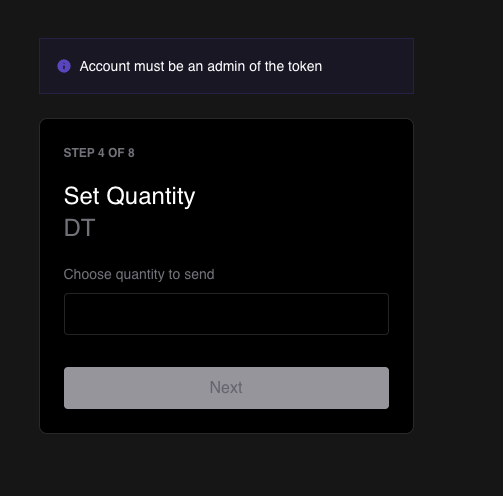 Account must be an admin of the token
STEP 4 OF 8
Set Quantity
DT
Choose quantity to send
Next